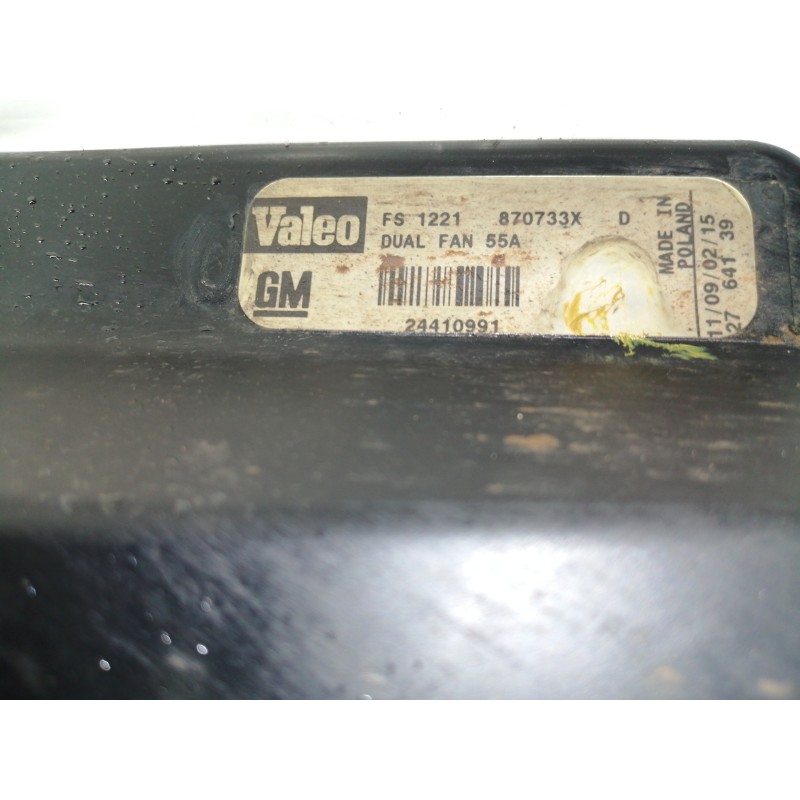 Valeo FS 1221 870733X D
DUAL FAN 55A
GM
24410991
MADE IN
POLAND
11/09/02/15
27 641 39